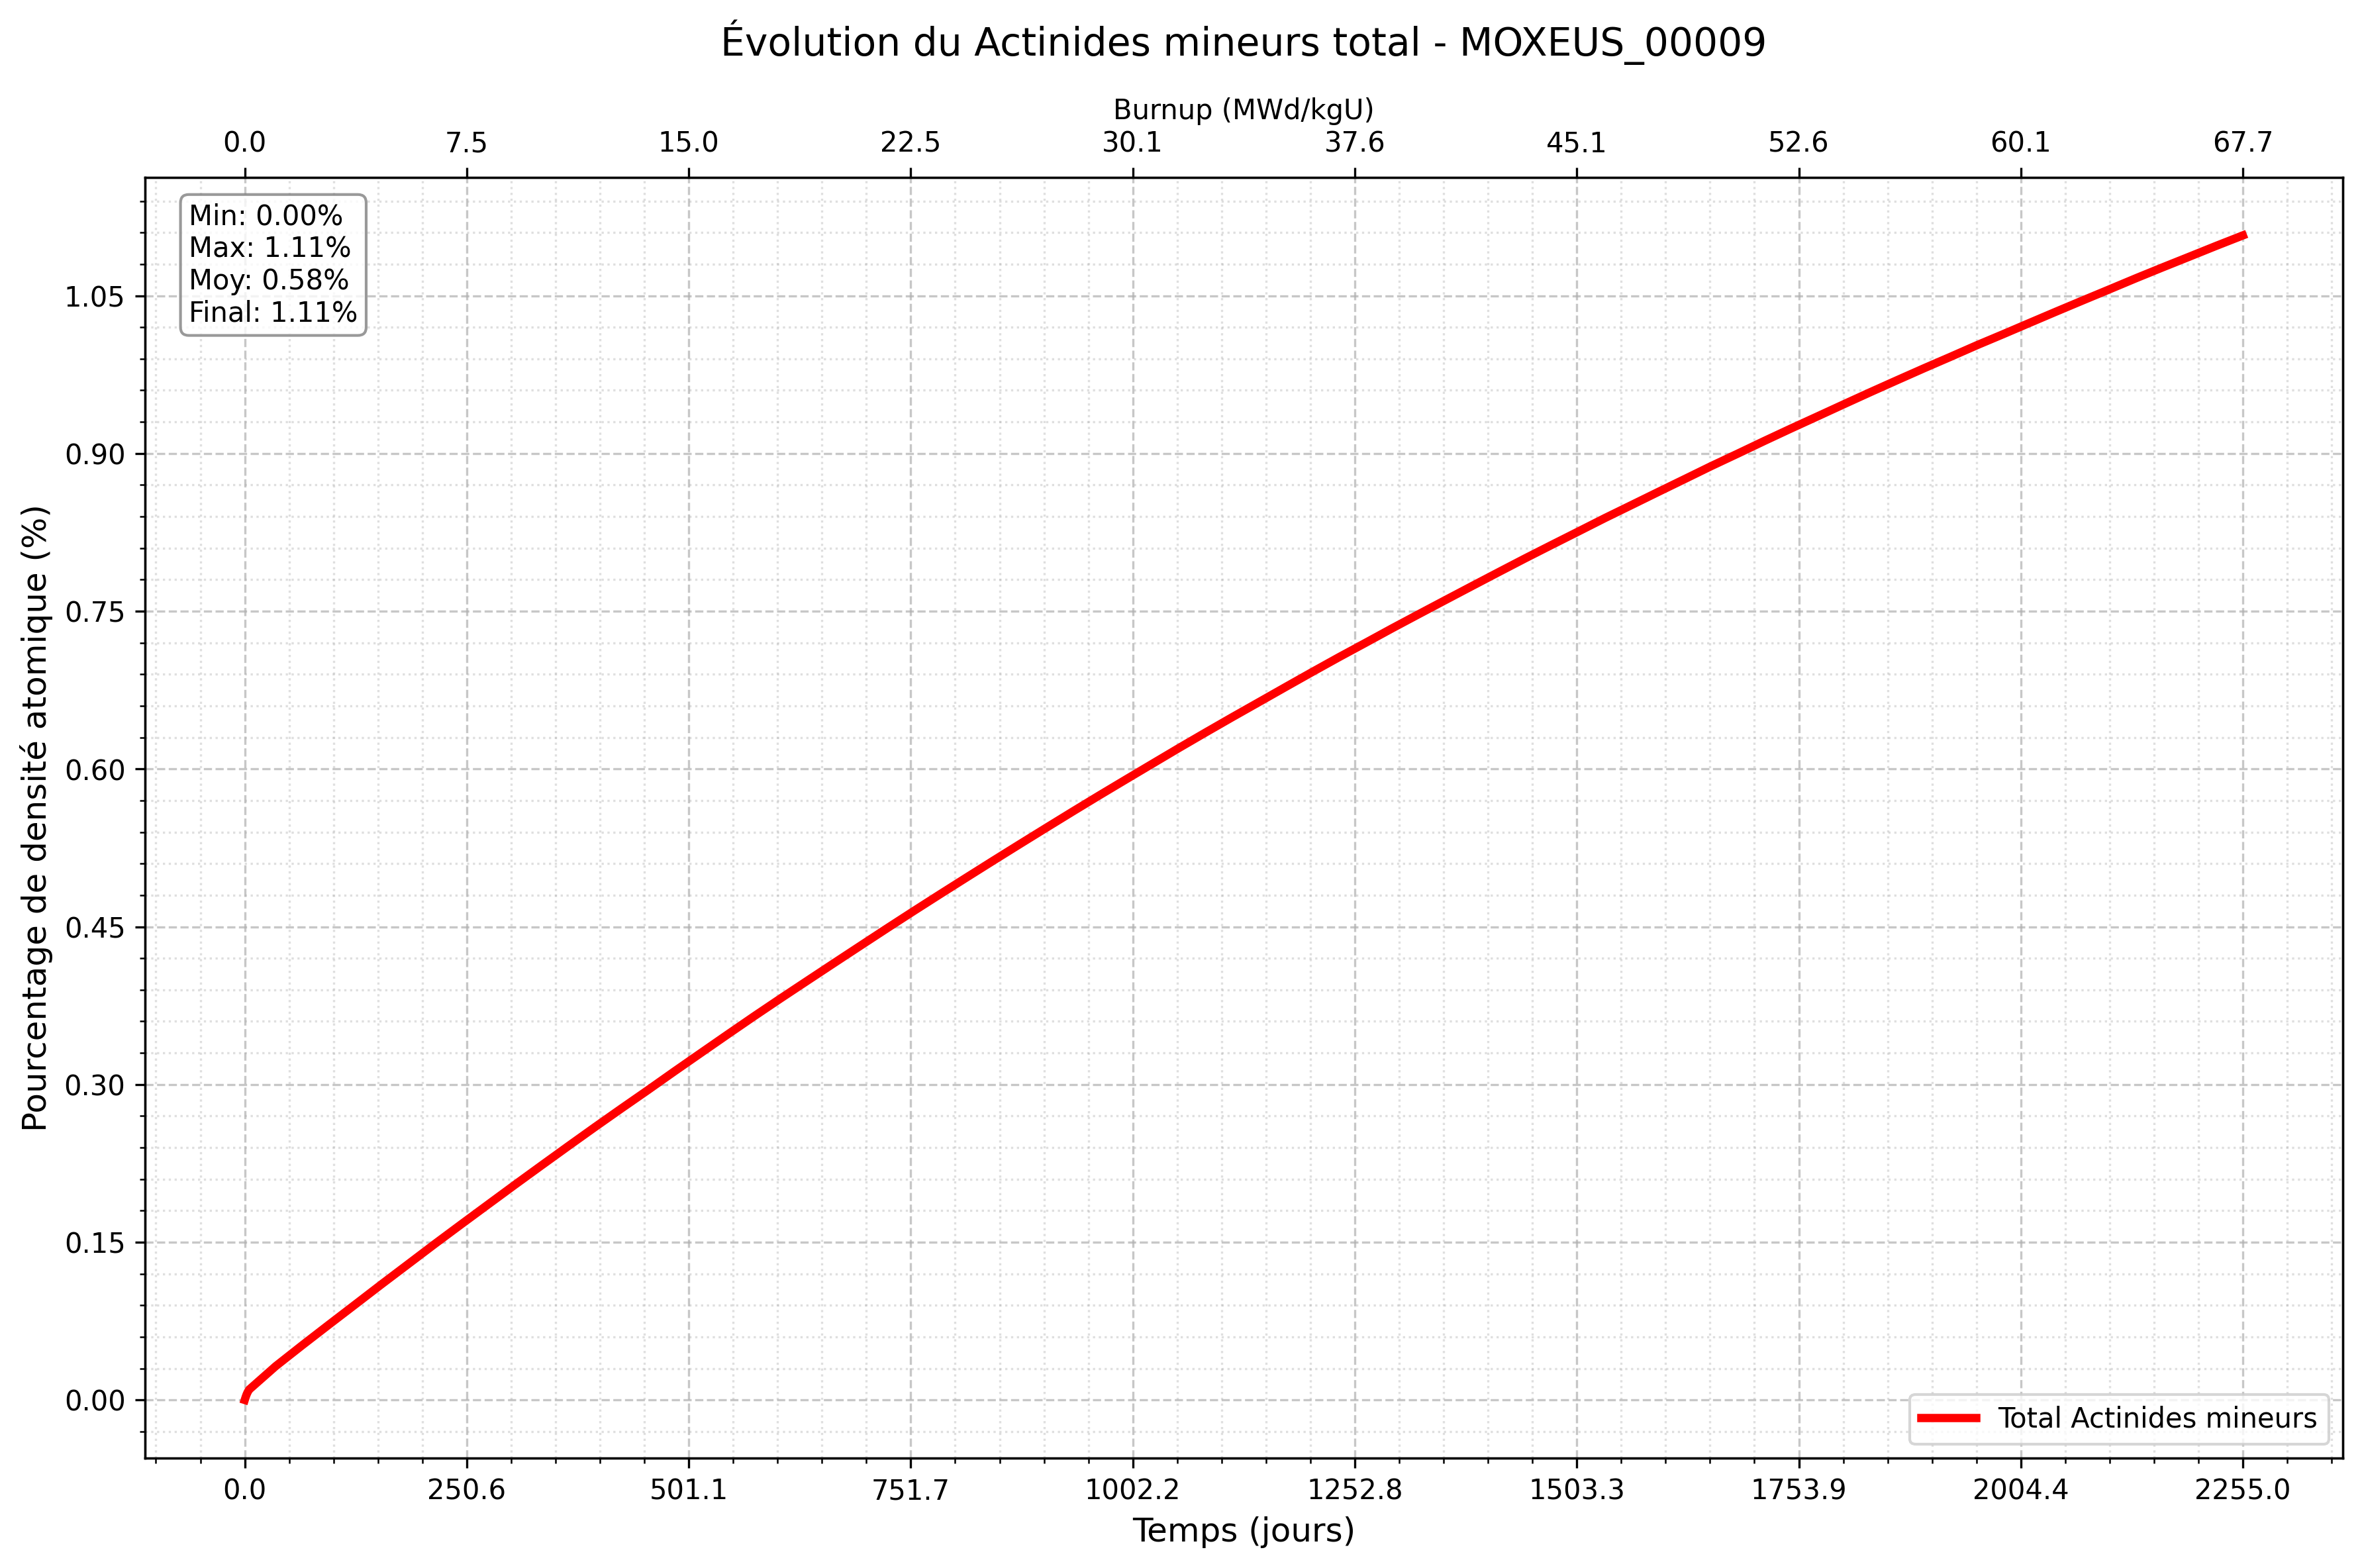 Évolution du Actinides mineurs total - MOXEUS_00009
Burnup (MWd/kgU)
0.0 7.5 15.0 22.5 30.1 37.6 45.1 52.6 60.1 67.7
Min: 0.00%
Max: 1.11%
Moy: 0.58%
Final: 1.11%
Pourcentage de densité atomique (%)
1.05
0.90
0.75
0.60
0.45
0.30
0.15
0.00
Total Actinides mineurs
0.0 250.6 501.1 751.7 1002.2 1252.8 1503.3 1753.9 2004.4 2255.0
Temps (jours)